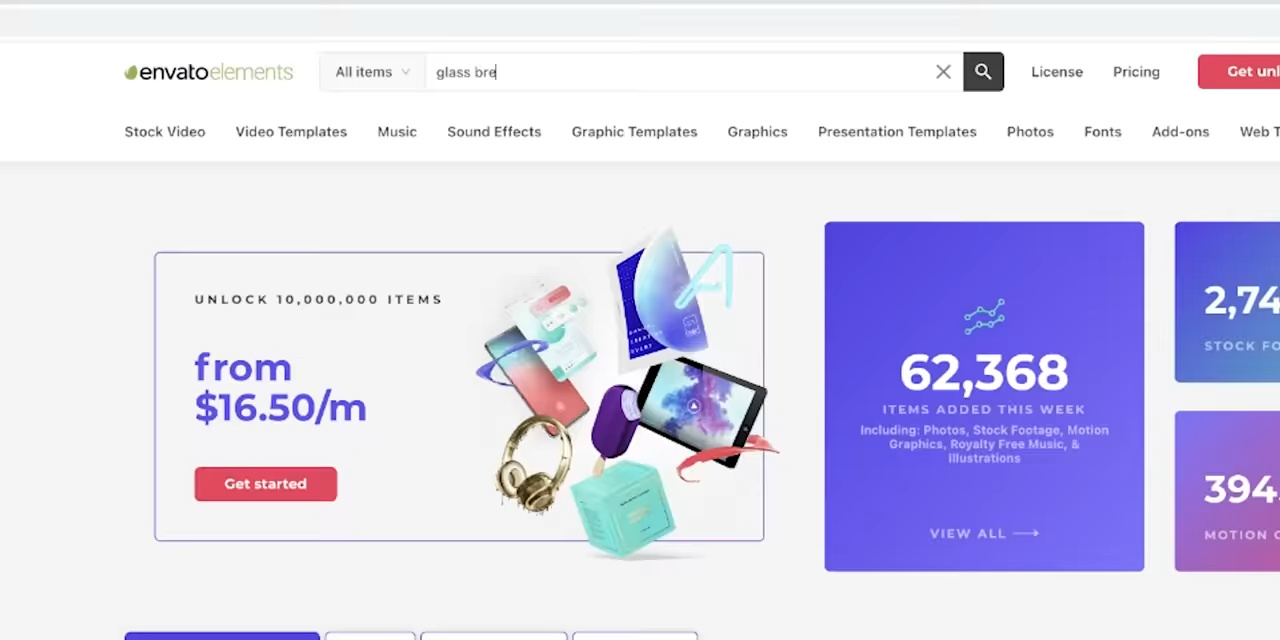 envatoelements
All items
glass bre
License
Pricing
Get unl
Stock Video
Video Templates
Music
Sound Effects
Graphic Templates
Graphics
Presentation Templates
Photos
Fonts
Add-ons
Web T
UNLOCK 10,000,000 ITEMS
from
$16.50/m
Get started
62,368
ITEMS ADDED THIS WEEK
Including: Photos, Stock Footage, Motion
Graphics, Royalty Free Music, &
Illustrations
VIEW ALL
2,74
STOCK FO
394
MOTION